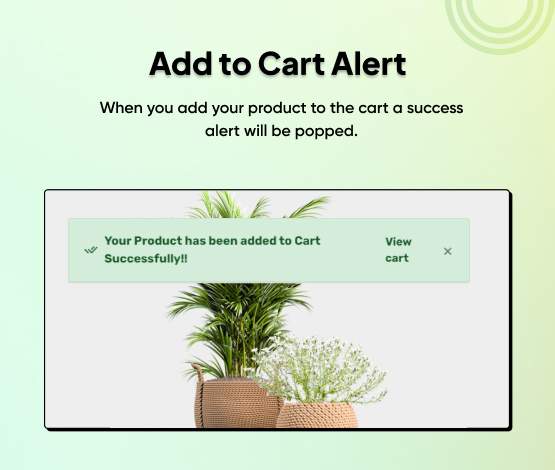 Add to Cart Alert
When you add your product to the cart a success
alert will be popped.
Your Product has been added to Cart
Successfully!!
View
cart